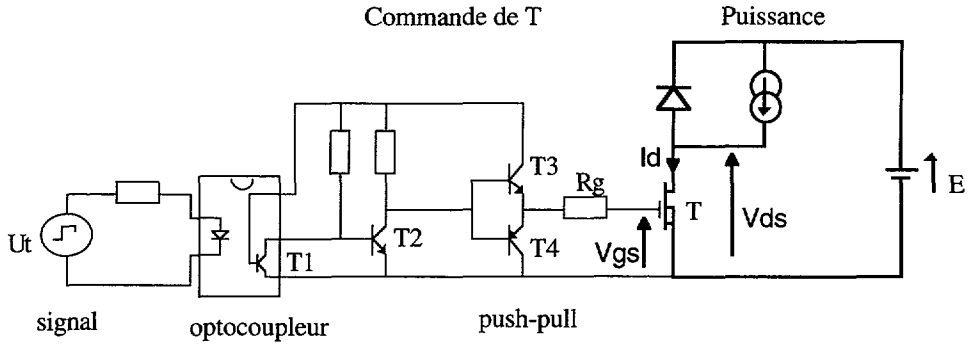 Commande de T
Puissance
T3
Id
Rg
E
Ut
T1
T2
T4
Vgs
T
Vds
signal
optocoupleur
push-pull